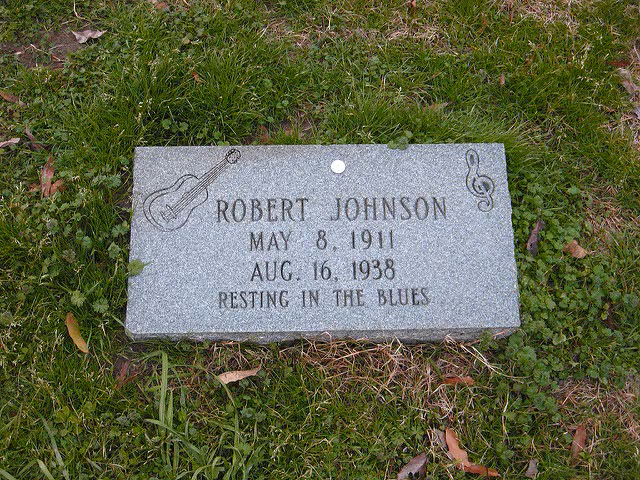 ROBERT JOHNSON
MAY 8, 1911
AUG. 16, 1938
RESTING IN THE BLUES